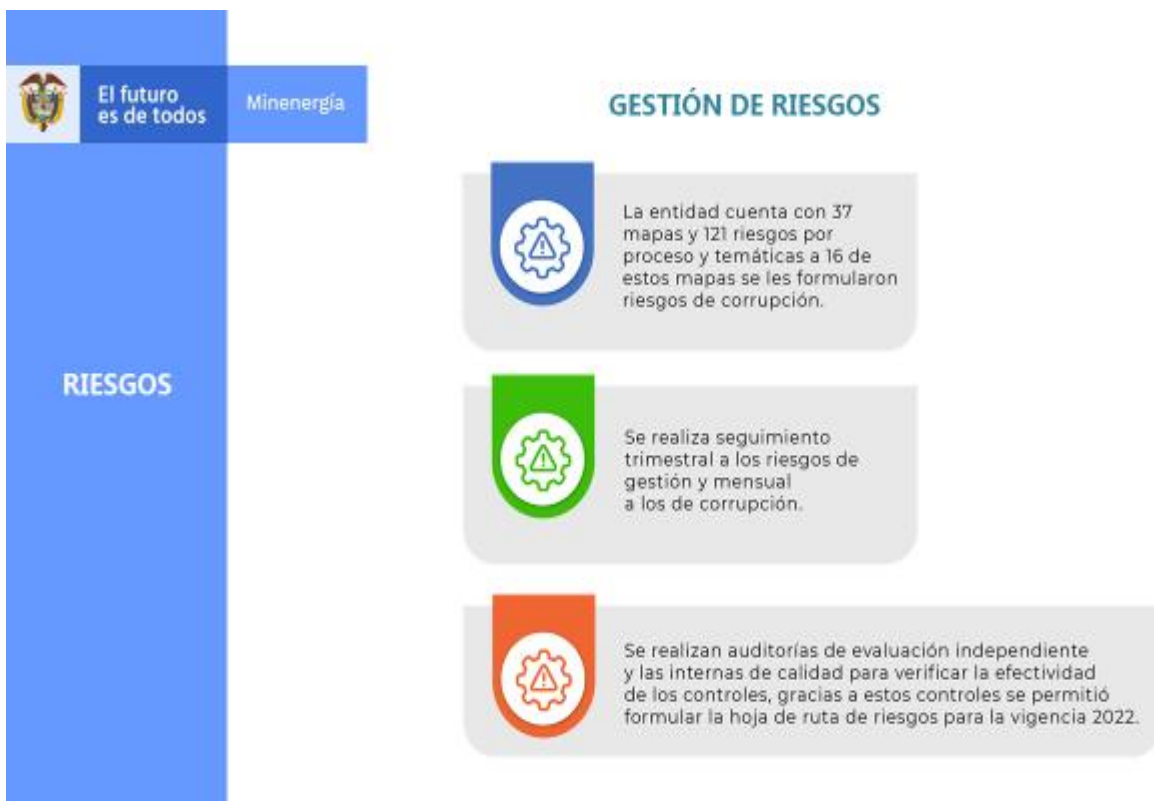 El futuro
es de todos
Minenergía
GESTIÓN DE RIESGOS
La entidad cuenta con 37
mapas y 121 riesgos por
proceso y temáticas a 16 de
estos mapas se les formularon
riesgos de corrupción.
RIESGOS
Se realiza seguimiento
trimestral a los riesgos de
gestión y mensual
a los de corrupción.
Se realizan auditorías de evaluación independiente
y las internas de calidad para verificar la efectividad
de los controles, gracias a estos controles se permitió
formular la hoja de ruta de riesgos para la vigencia 2022.